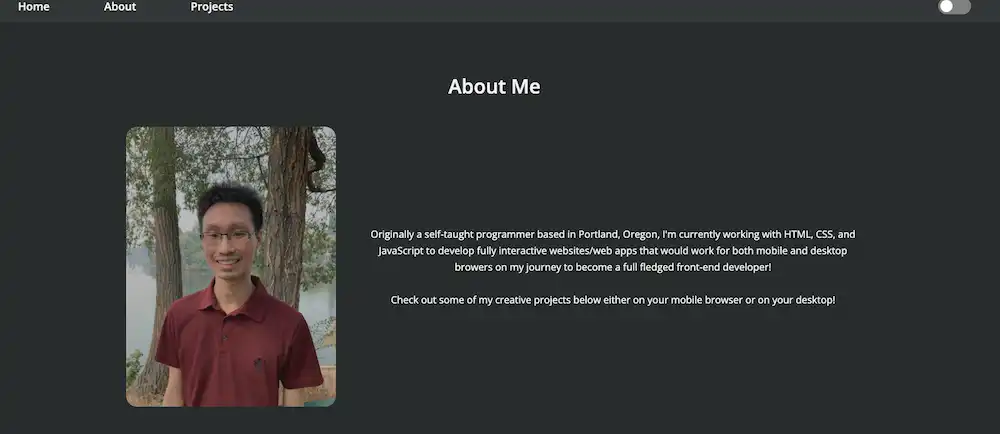 Home About Projects
About Me
Originally a self-taught programmer based in Portland, Oregon, I'm currently working with HTML, CSS, and
JavaScript to develop fully interactive websites/web apps that would work for both mobile and desktop
browers on my journey to become a full fledged front-end developer!
Check out some of my creative projects below either on your mobile browser or on your desktop!